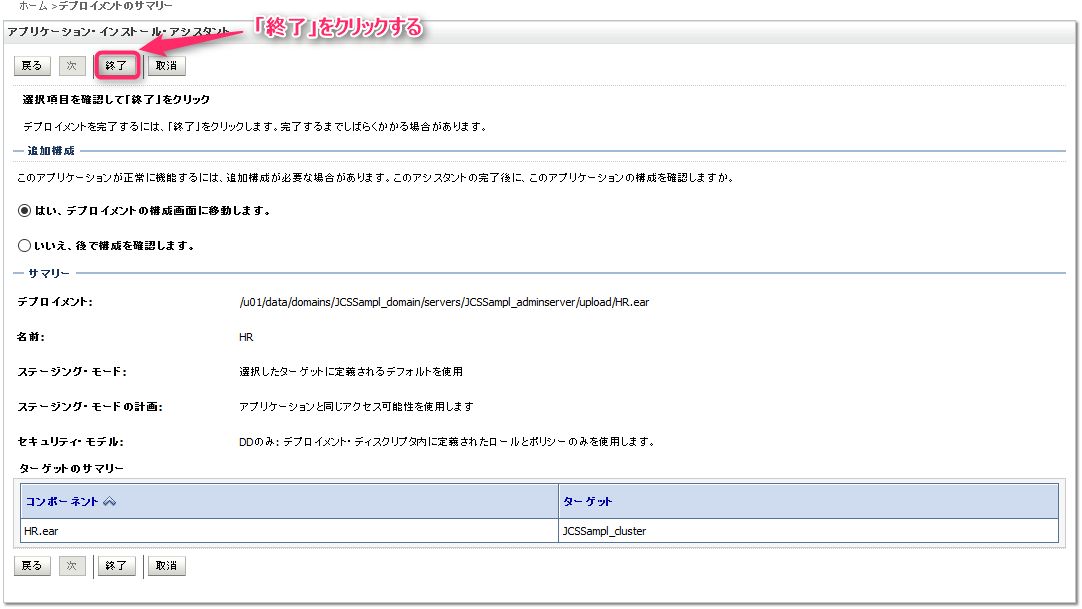 ホーム >デプロイメントのサマリー
アプリケーション・インストール・アシスタント
「終了」をクリックする
戻る 次 終了 取消
選択項目を確認して「終了」をクリック
デプロイメントを完了するには、「終了」をクリックします。完了するまでしばらくかかる場合があります。
追加構成
このアプリケーションが正常に機能するには、追加構成が必要な場合があります。このアシスタントの完了後に、このアプリケーションの構成を確認しますか。
はい、デプロイメントの構成画面に移動します。
いいえ、後で構成を確認します。
サマリー
デプロイメント: /u01/data/domains/JCSSampl_domain/servers/JCSSampl_adminserver/upload/HR.ear
名前: HR
ステージング・モード: 選択したターゲットに定義されるデフォルトを使用
ステージング・モードの計画: アプリケーションと同じアクセス可能性を使用します
セキュリティ・モデル: DDのみ: デプロイメント・ディスクリプタ内に定義されたロールとポリシーのみを使用します。
ターゲットのサマリー
コンポーネント ターゲット
HR.ear JCSSampl_cluster
戻る 次 終了 取消